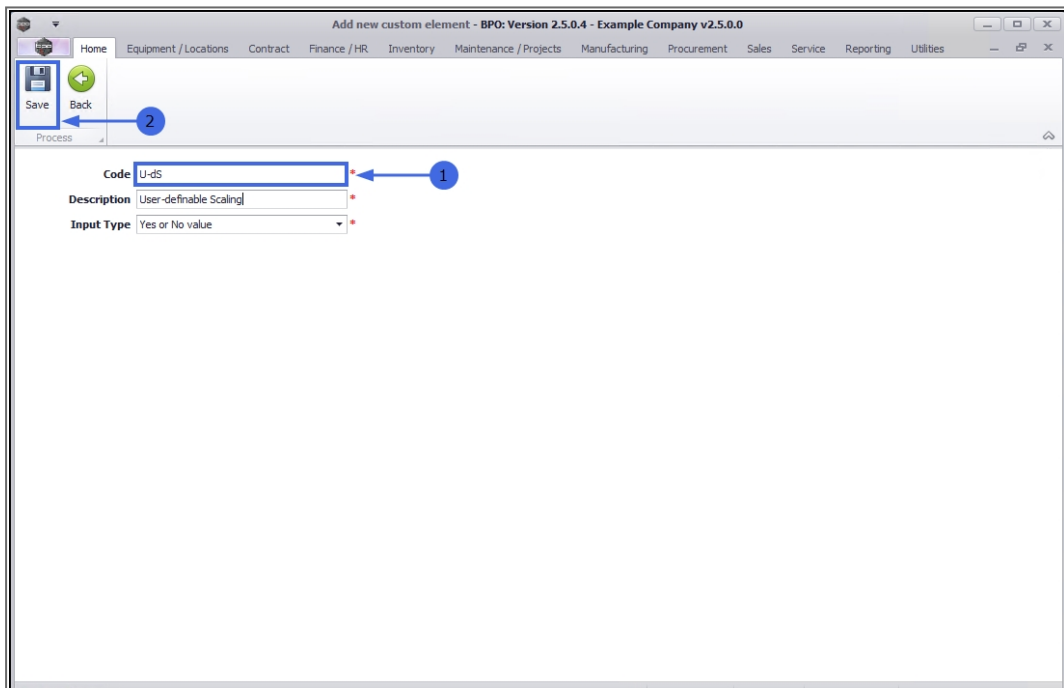 Add new custom element - BPO: Version 2.5.0.4 - Example Company v2.5.0.0
Home Equipment / Locations Contract Finance / HR Inventory Maintenance / Projects Manufacturing Procurement Sales Service Reporting Utilities
Save Back
2
Process
Code U-dS * 1
Description User-definable Scaling *
Input Type Yes or No value *